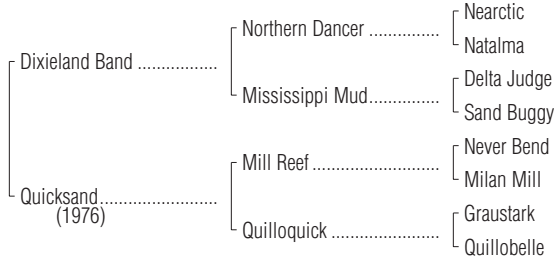 Nearctic
Northern Dancer ................
Natalma
Dixieland Band .................
Delta Judge
Mississippi Mud................
Sand Buggy
Never Bend
Mill Reef .......................
Milan Mill
Quicksand.........................
(1976)
Graustark
Quilloquick ...................
Quillobelle